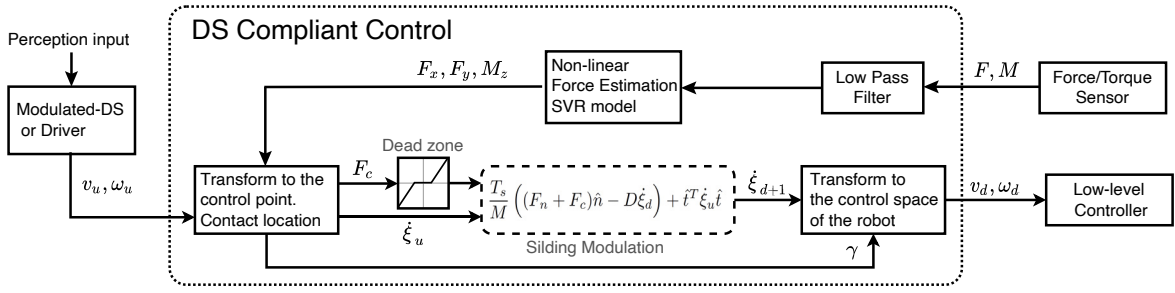 DS Compliant Control
Perception input
Modulated-DS
or Driver
v_u, ω_u
F_x, F_y, M_z
Non-linear
Force Estimation
SVR model
Low Pass
Filter
F, M
Force/Torque
Sensor
Transform to the
control point.
Contact location
F_c
Dead zone
ξ̇_u
T_s/M ((F_n + F_c)n̂ − Dξ̇_d) + t̂^T ξ̇_u t̂
Silding Modulation
ξ̇_{d+1}
Transform to
the control space
of the robot
γ
v_d, ω_d
Low-level
Controller